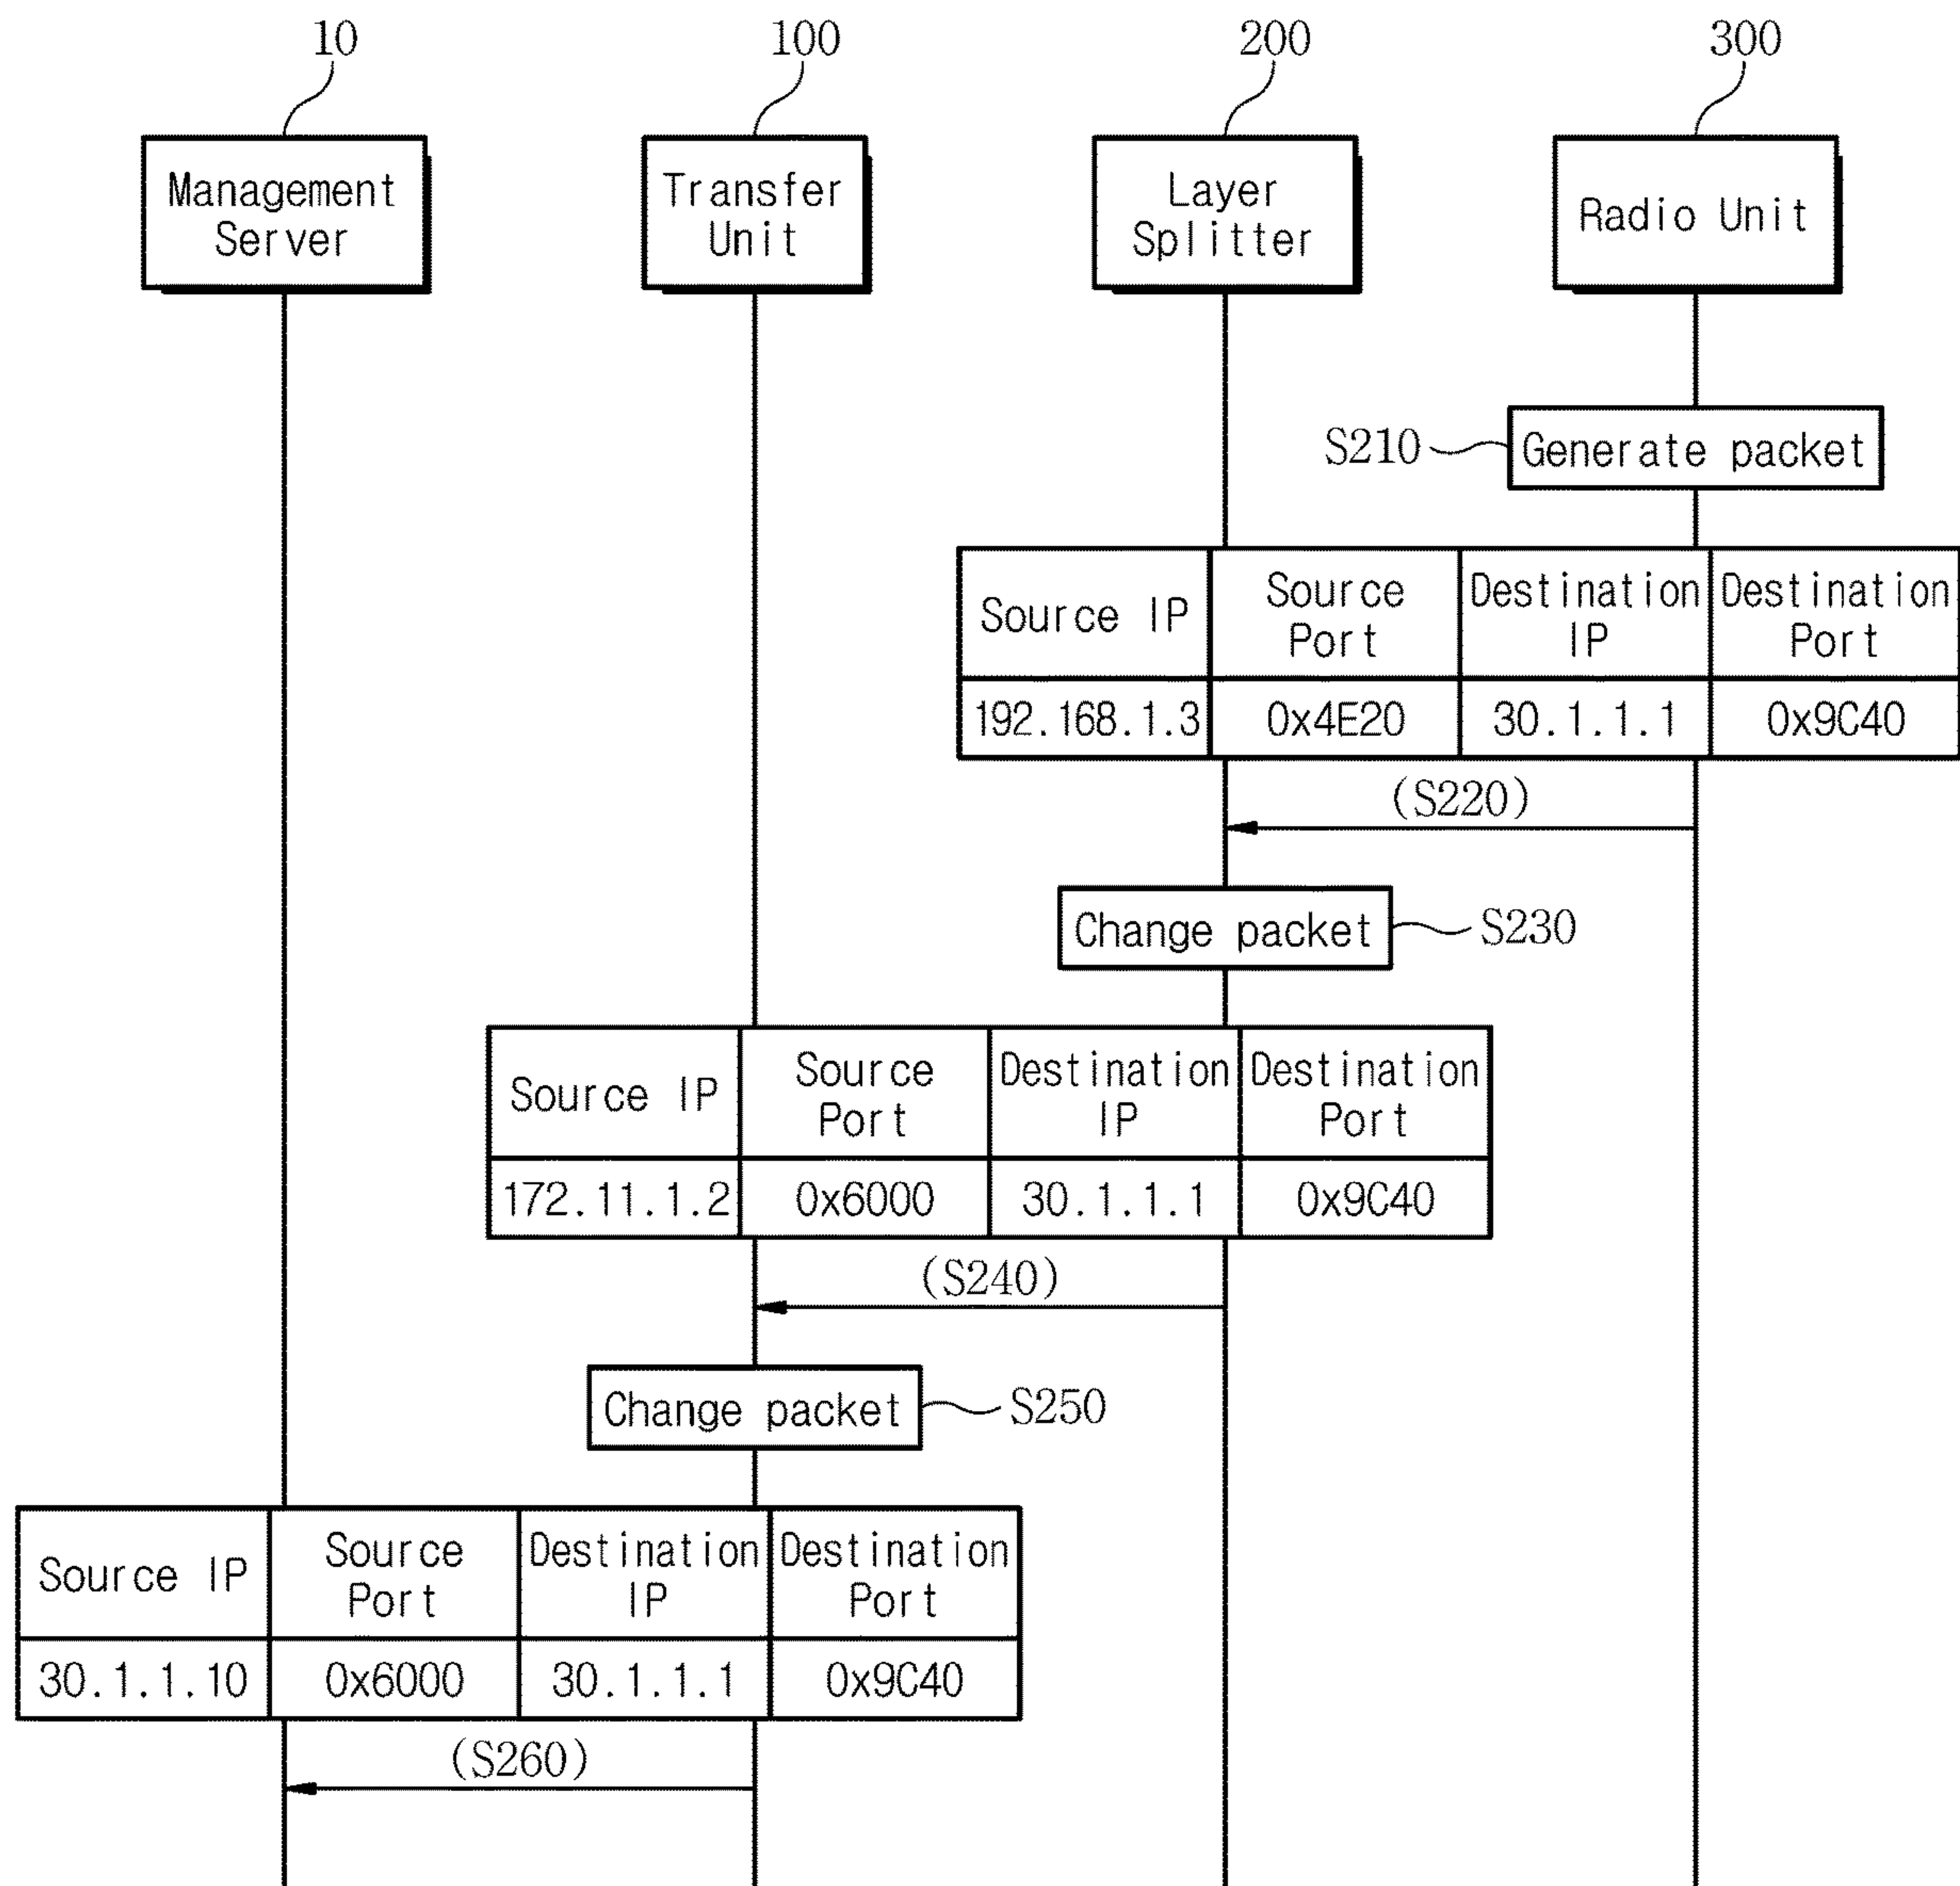 10
100
200
300
Management
Server
Transfer
Unit
Layer
Splitter
Radio Unit
S210
Generate packet
Source IP
Source
Port
Destination
IP
Destination
Port
192.168.1.3
0x4E20
30.1.1.1
0x9C40
(S220)
Change packet
S230
Source IP
Source
Port
Destination
IP
Destination
Port
172.11.1.2
0x6000
30.1.1.1
0x9C40
(S240)
Change packet
S250
Source IP
Source
Port
Destination
IP
Destination
Port
30.1.1.10
0x6000
30.1.1.1
0x9C40
(S260)